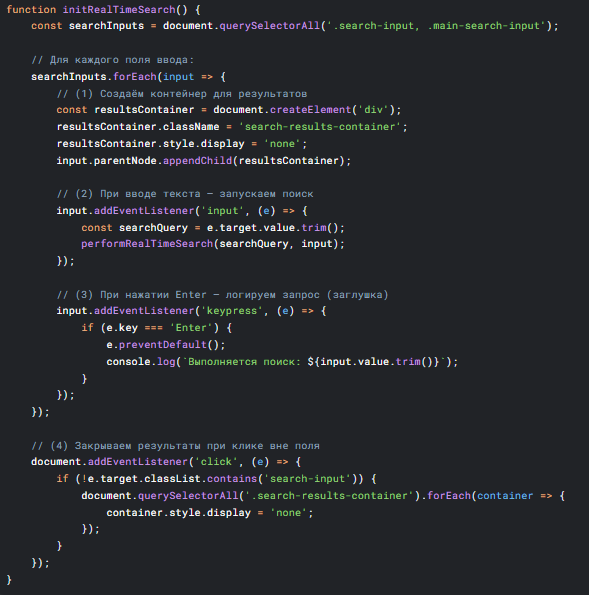 function initRealTimeSearch() {
    const searchInputs = document.querySelectorAll('.search-input, .main-search-input');

    // Для каждого поля ввода:
    searchInputs.forEach(input => {
        // (1) Создаём контейнер для результатов
        const resultsContainer = document.createElement('div');
        resultsContainer.className = 'search-results-container';
        resultsContainer.style.display = 'none';
        input.parentNode.appendChild(resultsContainer);

        // (2) При вводе текста — запускаем поиск
        input.addEventListener('input', (e) => {
            const searchQuery = e.target.value.trim();
            performRealTimeSearch(searchQuery, input);
        });

        // (3) При нажатии Enter — логируем запрос (заглушка)
        input.addEventListener('keypress', (e) => {
            if (e.key === 'Enter') {
                e.preventDefault();
                console.log(`Выполняется поиск: ${input.value.trim()}`);
            }
        });
    });

    // (4) Закрываем результаты при клике вне поля
    document.addEventListener('click', (e) => {
        if (!e.target.classList.contains('search-input')) {
            document.querySelectorAll('.search-results-container').forEach(container => {
                container.style.display = 'none';
            });
        }
    });
}